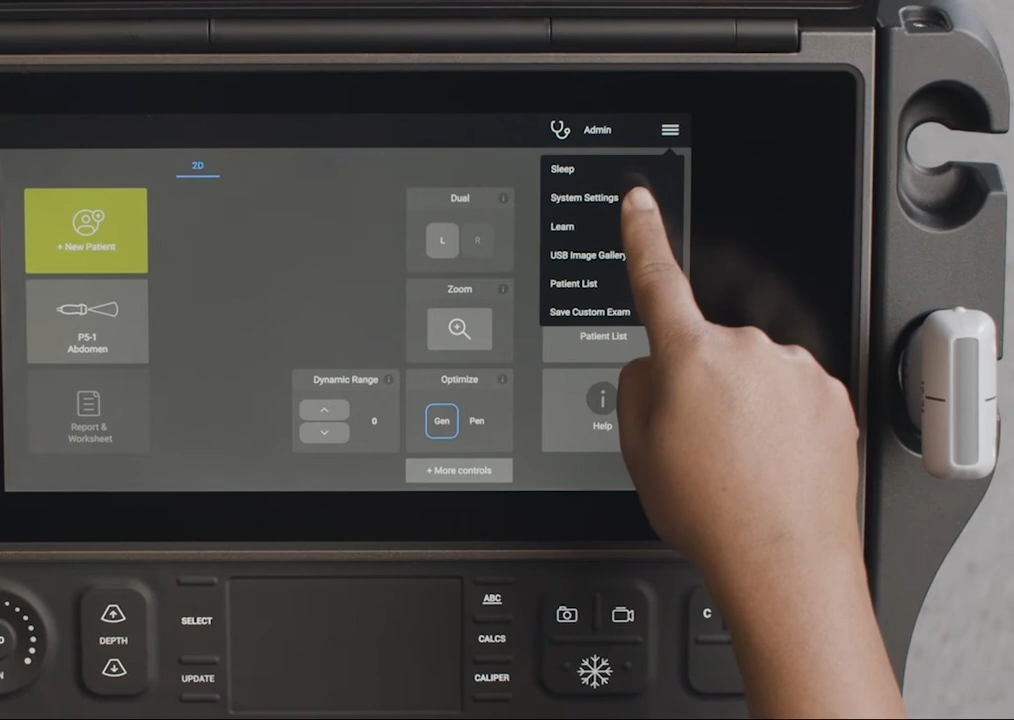 Admin
2D
Sleep
System Settings
Learn
USB Image Gallery
Patient List
Save Custom Exam
+ New Patient
P5-1
Abdomen
Report &
Worksheet
Dual
L
R
Zoom
Dynamic Range
0
Optimize
Gen
Pen
+ More controls
Patient List
Help
DEPTH
SELECT
UPDATE
ABC
CALCS
CALIPER
C